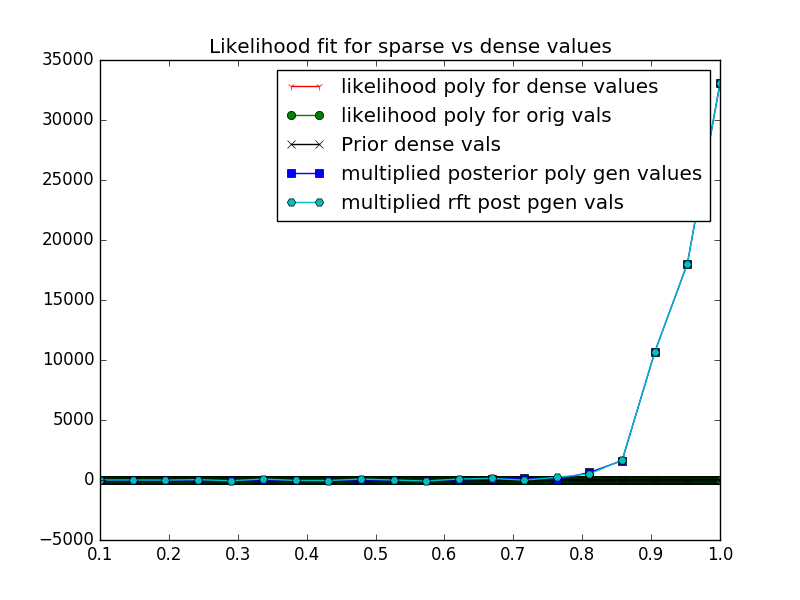 Likelihood fit for sparse vs dense values
35000
30000
25000
20000
15000
10000
5000
0
−5000
likelihood poly for dense values
likelihood poly for orig vals
Prior dense vals
multiplied posterior poly gen values
multiplied rft post pgen vals
0.1 0.2 0.3 0.4 0.5 0.6 0.7 0.8 0.9 1.0